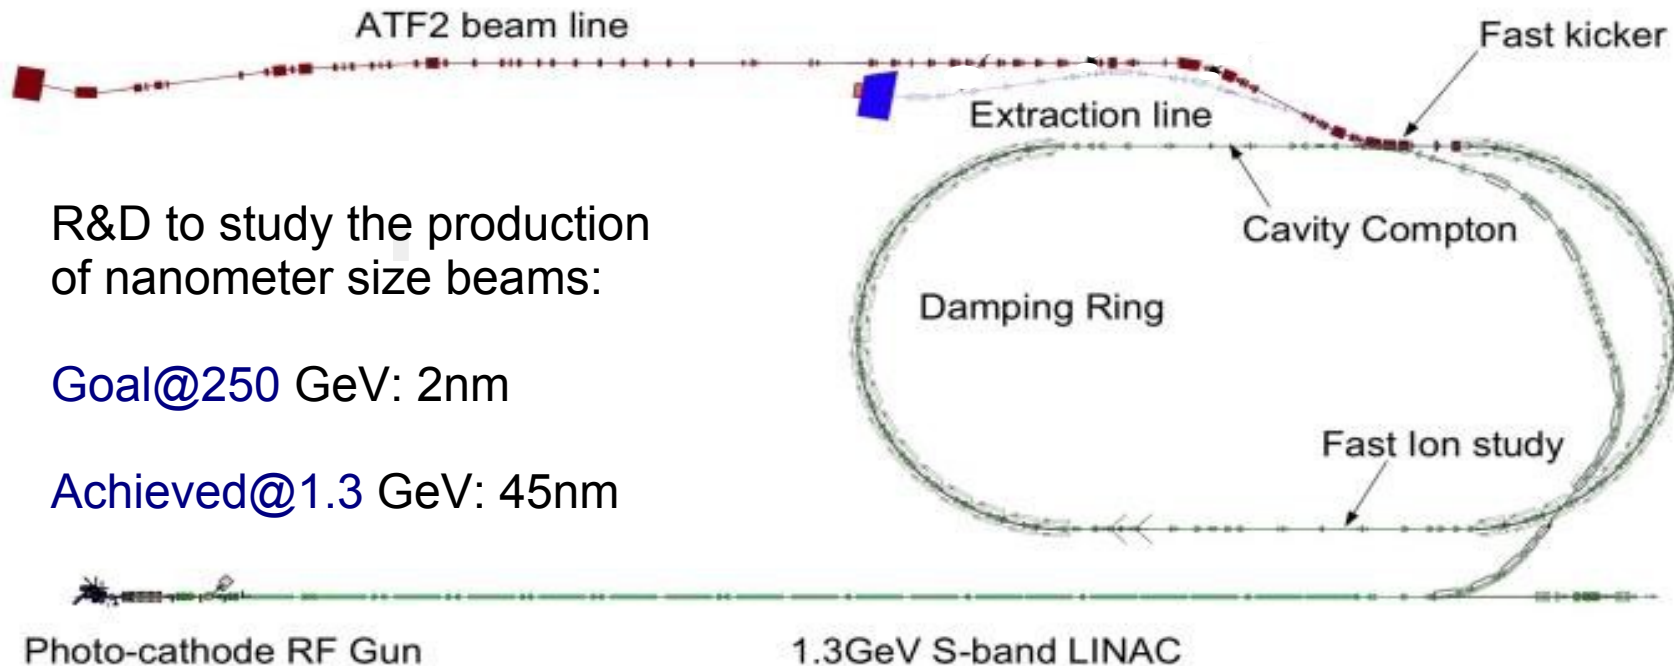 ATF2 beam line
Fast kicker
Extraction line
R&D to study the production
of nanometer size beams:
Cavity Compton
Damping Ring
Goal@250 GeV: 2nm
Fast Ion study
Achieved@1.3 GeV: 45nm
Photo-cathode RF Gun
1.3GeV S-band LINAC